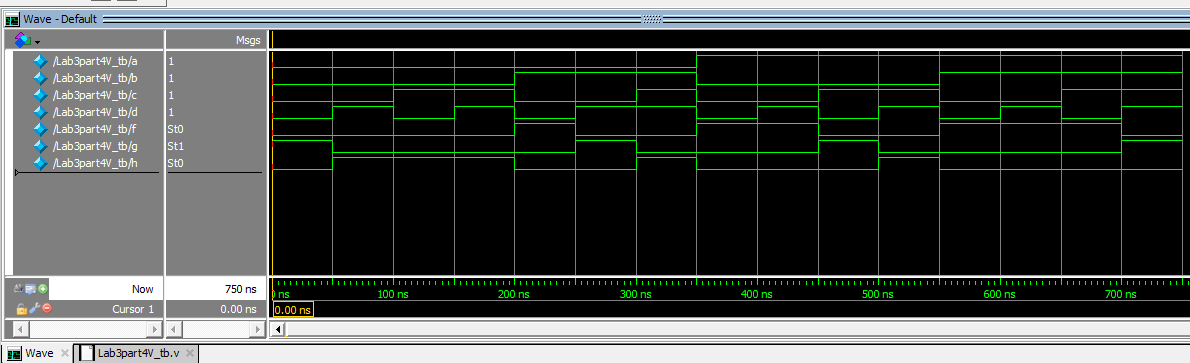 Wave - Default
Msgs
/Lab3part4V_tb/a 1
/Lab3part4V_tb/b 1
/Lab3part4V_tb/c 1
/Lab3part4V_tb/d 1
/Lab3part4V_tb/f St0
/Lab3part4V_tb/g St1
/Lab3part4V_tb/h St0
Now 750 ns 0 ns 100 ns 200 ns 300 ns 400 ns 500 ns 600 ns 700 ns
Cursor 1 0.00 ns 0.00 ns
Wave Lab3part4V_tb.v